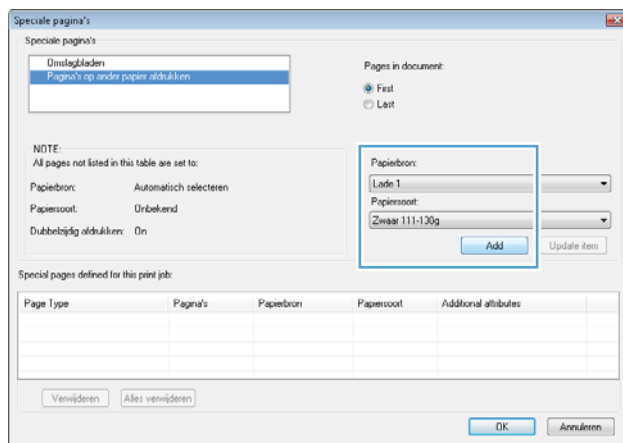 Speciale pagina's
Speciale pagina's
Omslagbladen
Pagina's op ander papier afdrukken
Pages in document:
First
Last
NOTE:
All pages not listed in this table are set to:
Papierbron: Automatisch selecteren
Papiersoort: Onbekend
Dubbelzijdig afdrukken: On
Papierbron:
Lade 1
Papiersoort:
Zwaar 111-130g
Add Update item
Special pages defined for this print job:
Page Type Pagina's Papierbron Papiersoort Additional attributes
Verwijderen Alles verwijderen
OK Annuleren